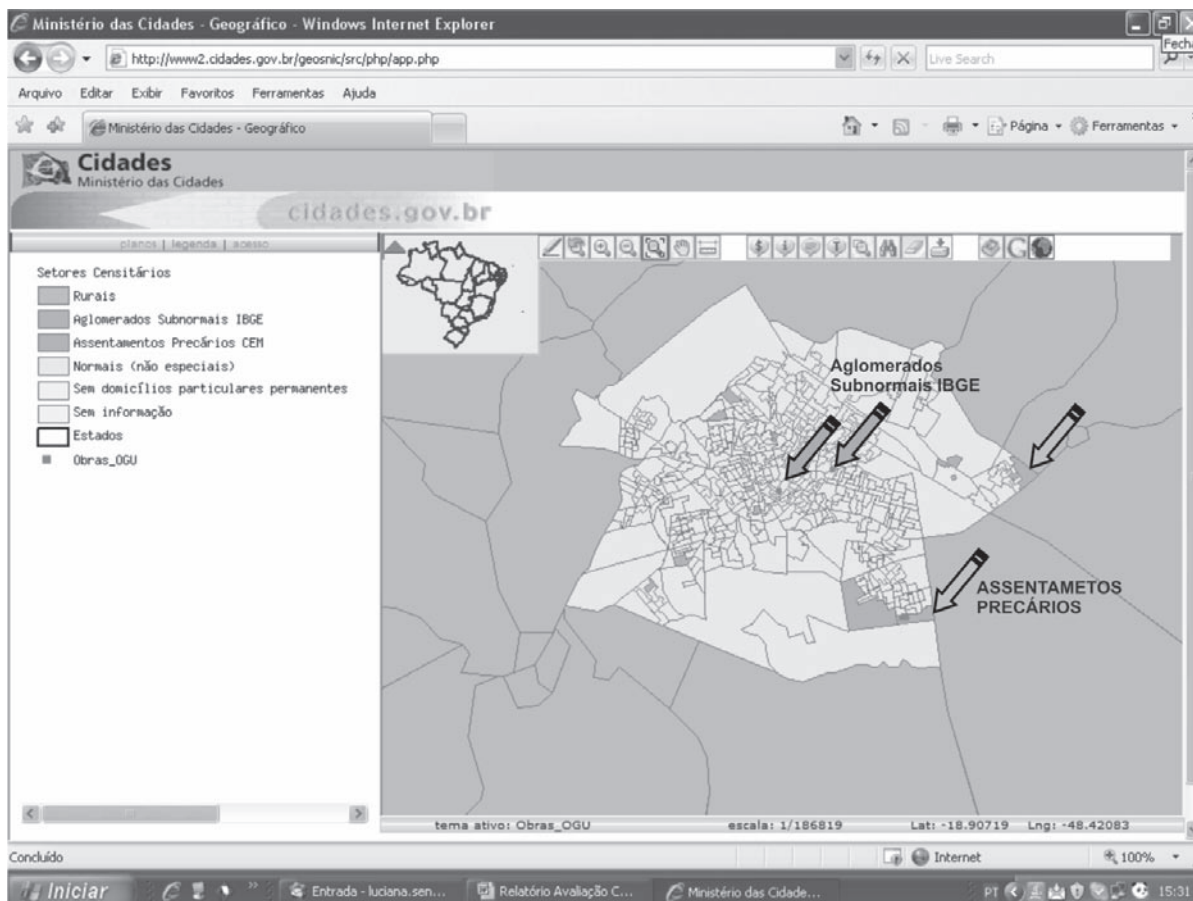 Ministério das Cidades - Geográfico - Windows Internet Explorer
Fecha
http://www2.cidades.gov.br/geosnic/src/php/app.php
Live Search
Arquivo Editar Exibir Favoritos Ferramentas Ajuda
Ministério das Cidades - Geográfico
Página Ferramentas
Cidades
Ministério das Cidades
cidades.gov.br
planos | legenda | acesso
Setores Censitários
Rurais
Aglomerados Subnormais IBGE
Assentamentos Precários CEM
Normais (não especiais)
Sem domicílios particulares permanentes
Sem informação
Estados
Obras_OGU
Aglomerados
Subnormais IBGE
ASSENTAMETOS
PRECÁRIOS
tema ativo: Obras_OGU escala: 1/186819 Lat: -18.90719 Lng: -48.42083
Concluído Internet 100%
Iniciar Entrada - luciana.sen... Relatório Avaliação C... Ministério das Cidade... PT 15:31